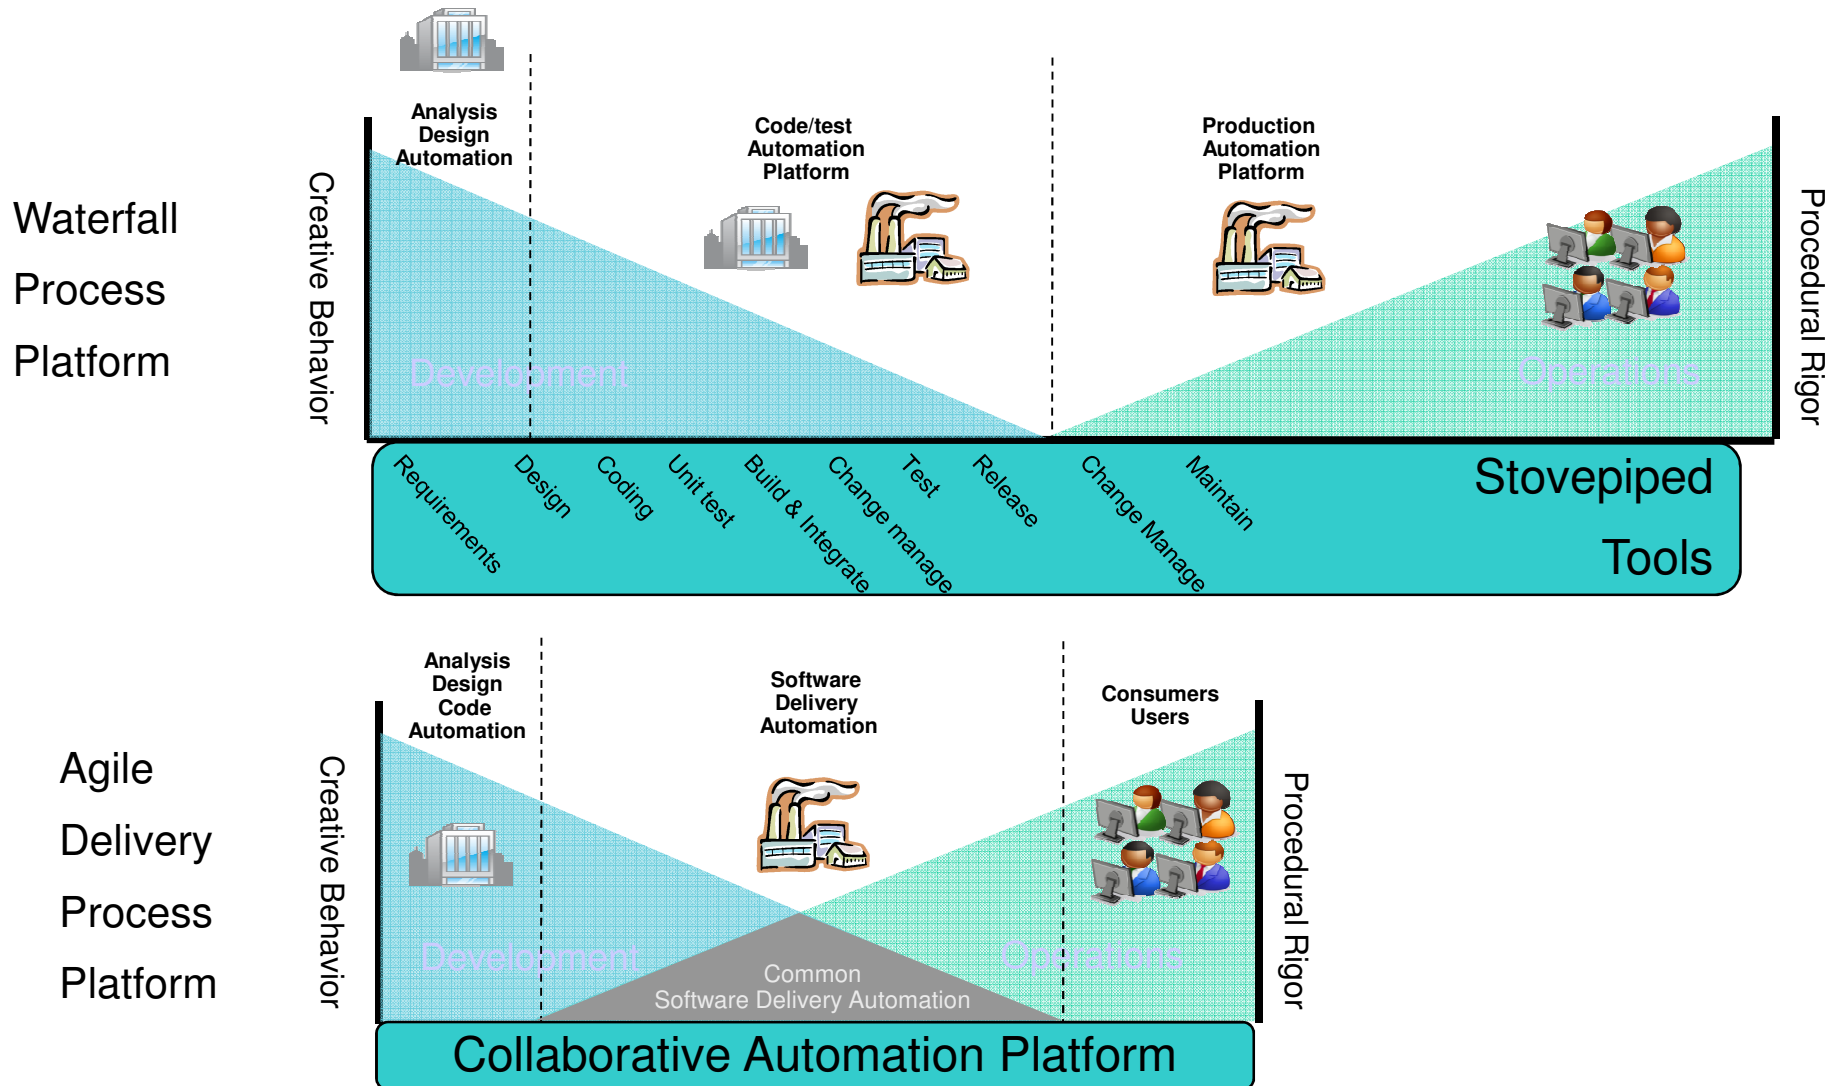 Analysis
Design
Automation
Code/test
Automation
Platform
Production
Automation
Platform
Waterfall
Process
Platform
Creative Behavior
Procedural Rigor
Development
Operations
Requirements
Design
Coding
Unit test
Build & Integrate
Change manage
Test
Release
Change Manage
Maintain
Stovepiped
Tools
Analysis
Design
Code
Automation
Software
Delivery
Automation
Consumers
Users
Agile
Delivery
Process
Platform
Creative Behavior
Procedural Rigor
Development
Operations
Common
Software Delivery Automation
Collaborative Automation Platform